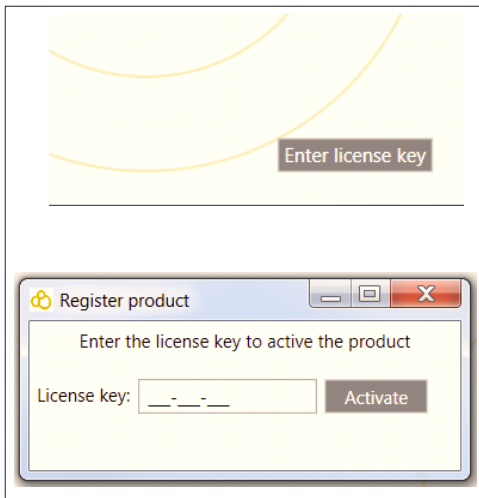 Enter license key
Register product
Enter the license key to active the product
License key: __-__-__ Activate